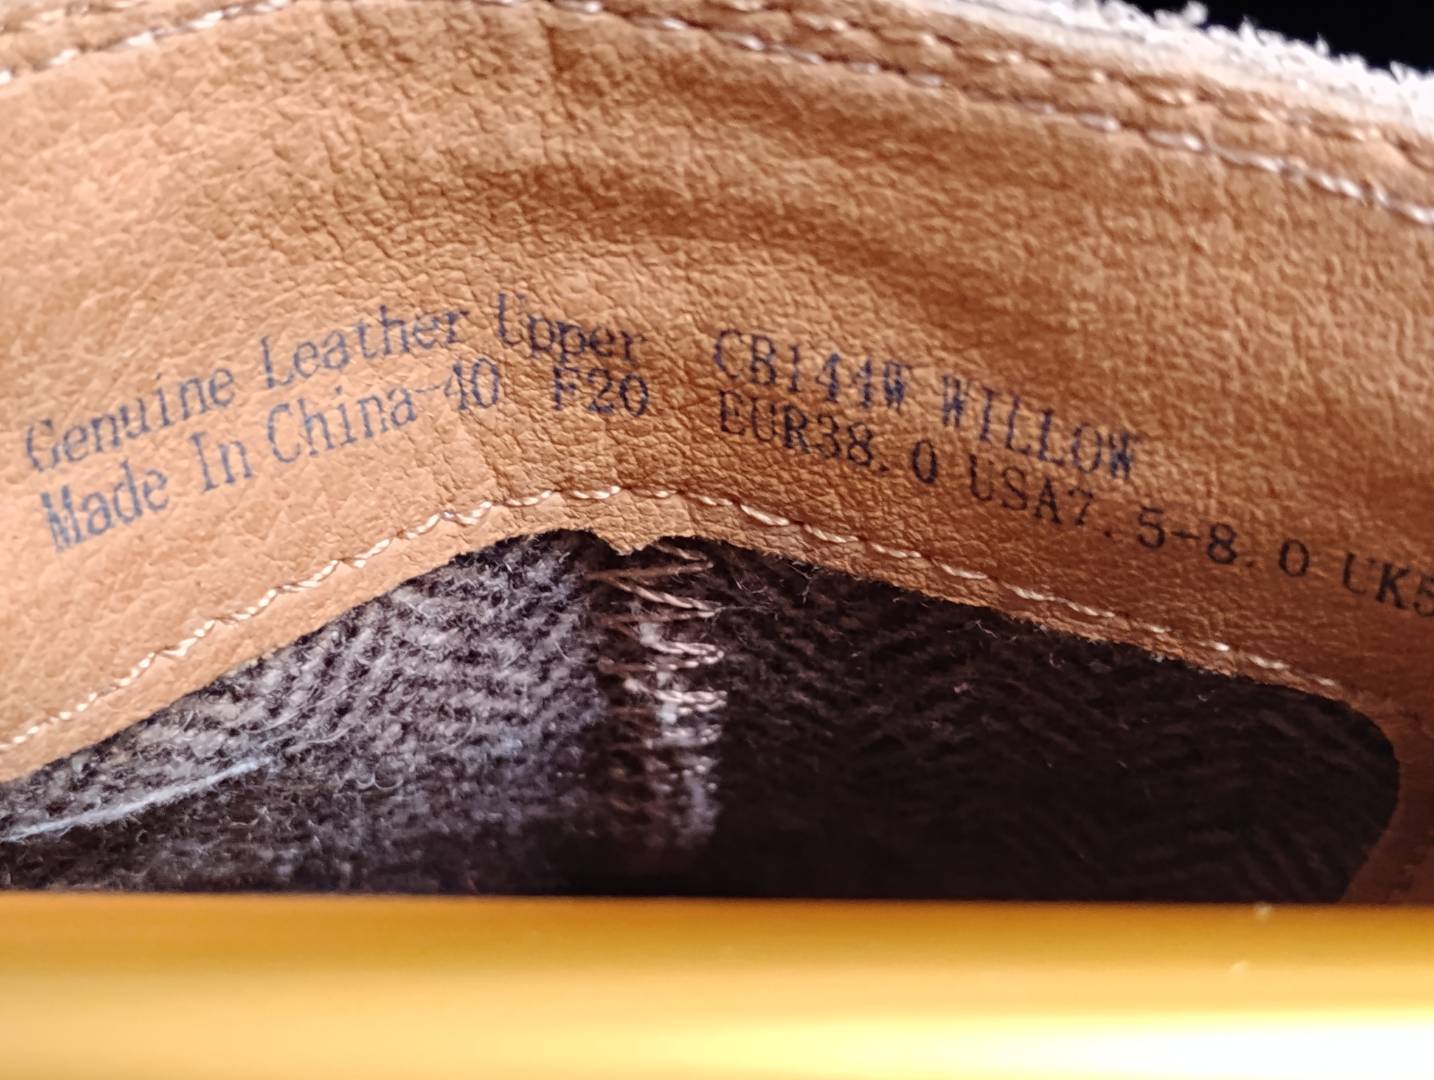 Genuine Leather Upper CB144W WILLOW
Made In China-40 F20 EUR38.0 USA7.5-8.0 UK5